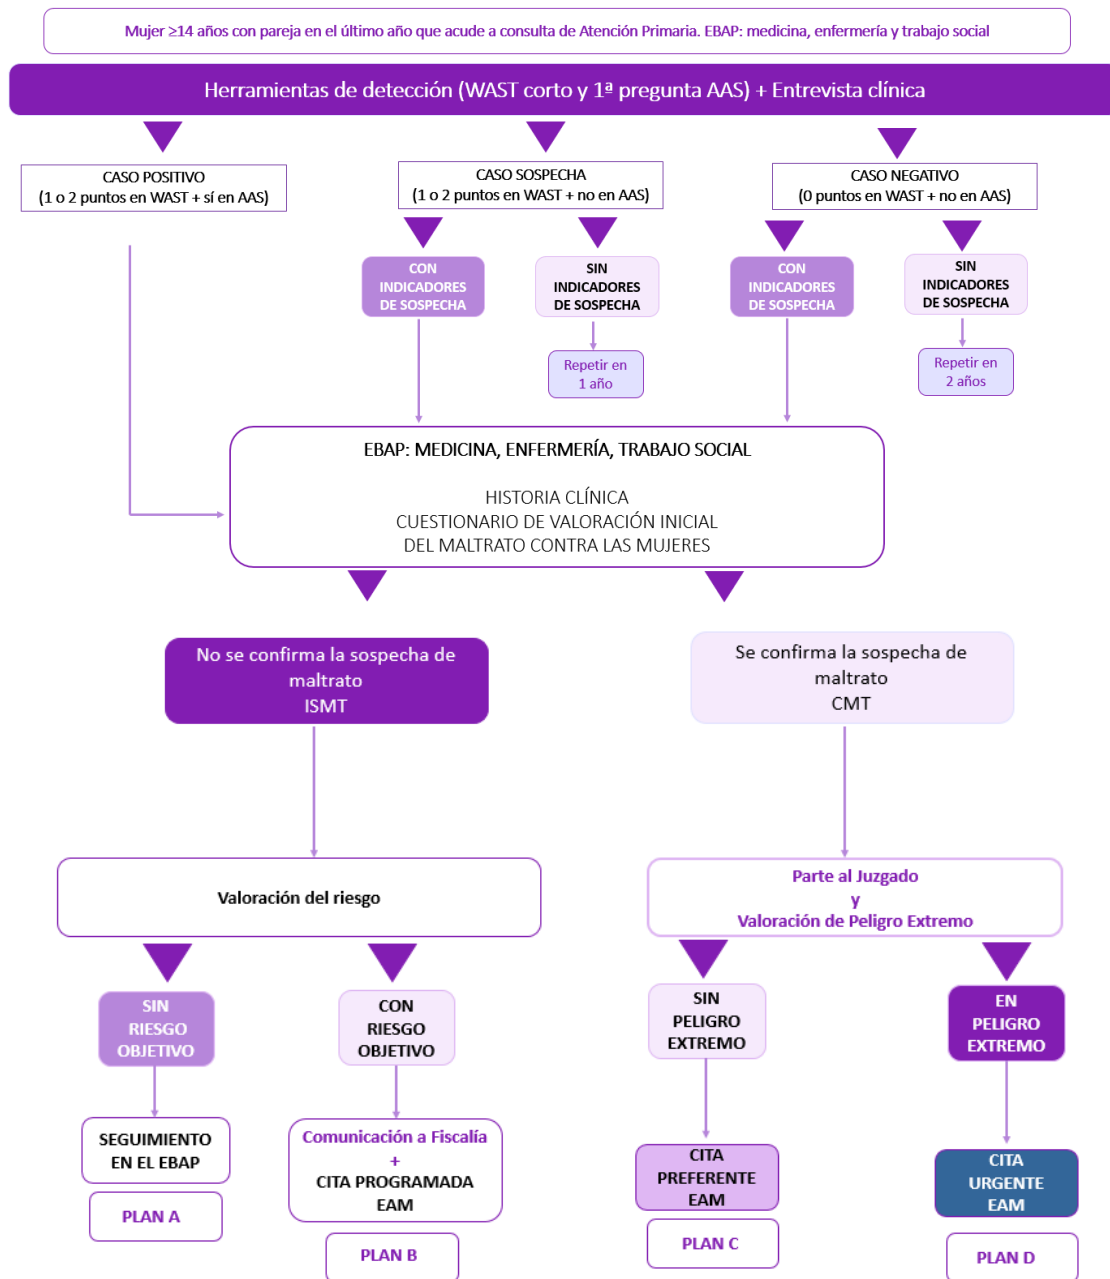 Mujer ≥14 años con pareja en el último año que acude a consulta de Atención Primaria. EBAP: medicina, enfermería y trabajo social
Herramientas de detección (WAST corto y 1ª pregunta AAS) + Entrevista clínica
CASO POSITIVO
(1 o 2 puntos en WAST + sí en AAS)
CASO SOSPECHA
(1 o 2 puntos en WAST + no en AAS)
CASO NEGATIVO
(0 puntos en WAST + no en AAS)
CON
INDICADORES
DE SOSPECHA
SIN
INDICADORES
DE SOSPECHA
CON
INDICADORES
DE SOSPECHA
SIN
INDICADORES
DE SOSPECHA
Repetir en
1 año
Repetir en
2 años
EBAP: MEDICINA, ENFERMERÍA, TRABAJO SOCIAL
HISTORIA CLÍNICA
CUESTIONARIO DE VALORACIÓN INICIAL
DEL MALTRATO CONTRA LAS MUJERES
No se confirma la sospecha de
maltrato
ISMT
Se confirma la sospecha de
maltrato
CMT
Valoración del riesgo
Parte al Juzgado
y
Valoración de Peligro Extremo
SIN
RIESGO
OBJETIVO
CON
RIESGO
OBJETIVO
SIN
PELIGRO
EXTREMO
EN
PELIGRO
EXTREMO
SEGUIMIENTO
EN EL EBAP
Comunicación a Fiscalía
+
CITA PROGRAMADA
EAM
CITA
PREFERENTE
EAM
CITA
URGENTE
EAM
PLAN A
PLAN B
PLAN C
PLAN D